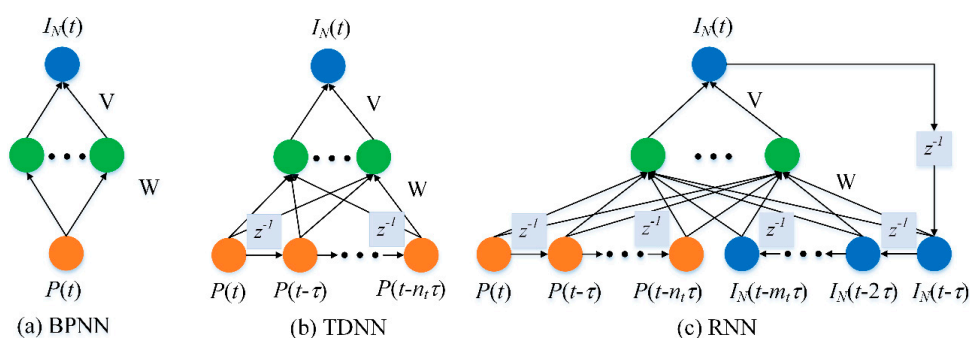 I_N(t)
V
W
P(t)
(a) BPNN
I_N(t)
V
W
z^{-1}
z^{-1}
P(t)
P(t-τ)
P(t-n_tτ)
(b) TDNN
I_N(t)
V
z^{-1}
W
z^{-1}
z^{-1}
z^{-1}
z^{-1}
P(t)
P(t-τ)
P(t-n_tτ)
I_N(t-m_tτ)
I_N(t-2τ)
I_N(t-τ)
(c) RNN